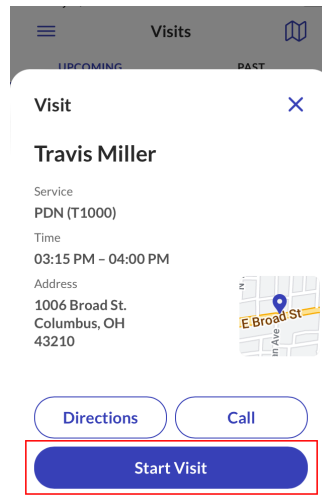 Visits
UPCOMING PAST
Visit
Travis Miller
Service
PDN (T1000)
Time
03:15 PM – 04:00 PM
Address
1006 Broad St.
Columbus, OH
43210
E Broad St
Ave
Directions Call
Start Visit